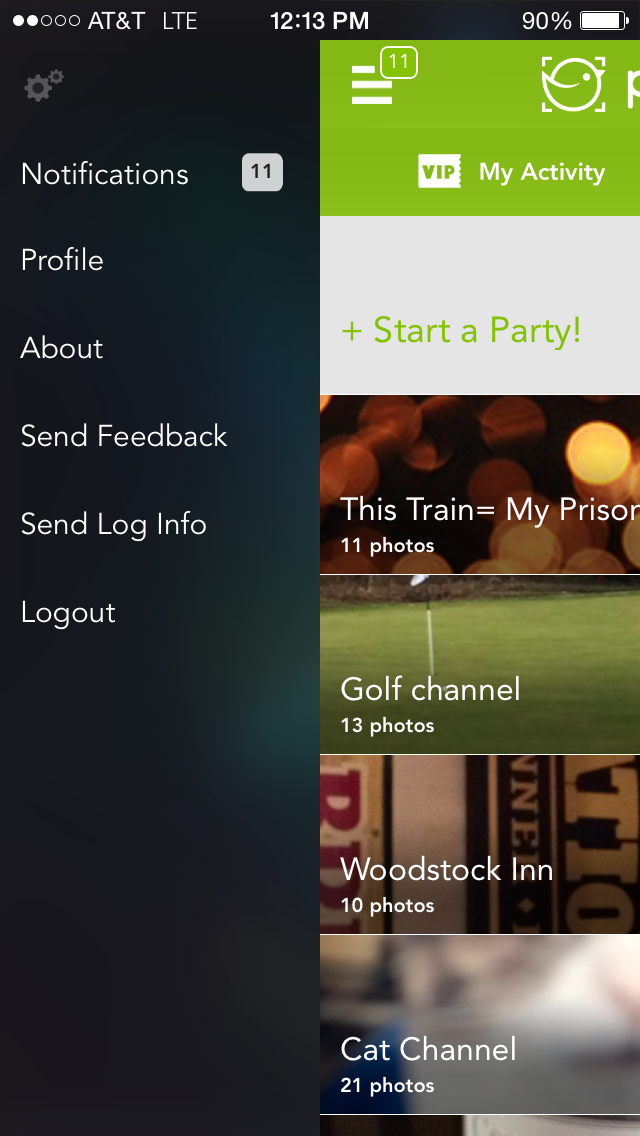 AT&T LTE 12:13 PM 90%
Notifications 11
Profile
About
Send Feedback
Send Log Info
Logout
11
p
VIP My Activity
+ Start a Party!
This Train= My Prison
11 photos
Golf channel
13 photos
Woodstock Inn
10 photos
Cat Channel
21 photos